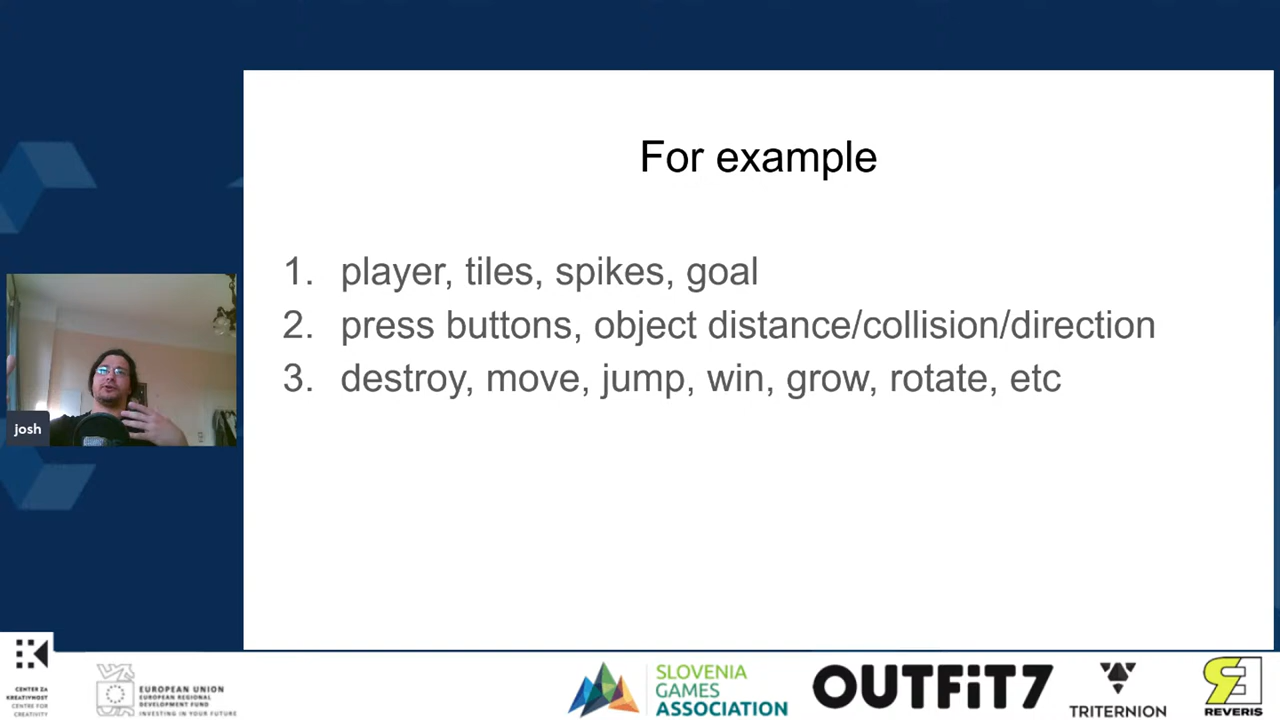 For example
1. player, tiles, spikes, goal
2. press buttons, object distance/collision/direction
3. destroy, move, jump, win, grow, rotate, etc
josh
CENTER ZA
KREATIVNOST
CENTRE FOR
CREATIVITY
EUROPEAN UNION
EUROPEAN REGIONAL
DEVELOPMENT FUND
INVESTING IN YOUR FUTURE
SLOVENIA
GAMES
ASSOCIATION
OUTFiT7
TRITERNION
REVERIS